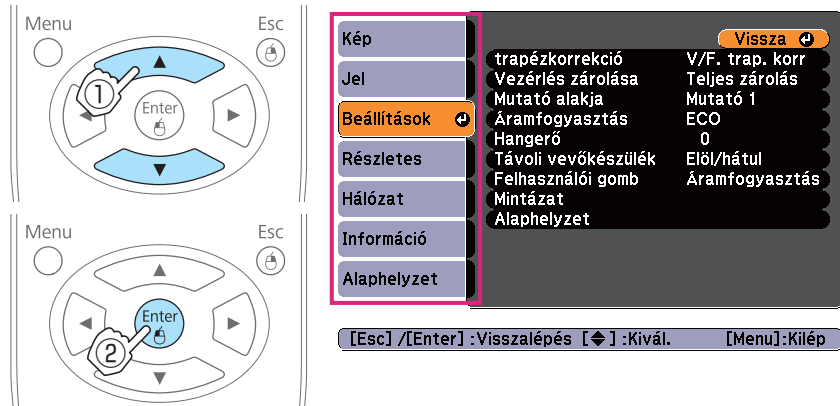 Menu Esc
①
Enter
Menu Esc
Enter
②
Kép
Jel
Beállítások
Részletes
Hálózat
Információ
Alaphelyzet
Vissza
trapézkorrekció V/F. trap. korr
Vezérlés zárolása Teljes zárolás
Mutató alakja Mutató 1
Áramfogyasztás ECO
Hangerő 0
Távoli vevőkészülék Elöl/hátul
Felhasználói gomb Áramfogyasztás
Mintázat
Alaphelyzet
[Esc] /[Enter] :Visszalépés [◆] :Kivál. [Menu]:Kilép